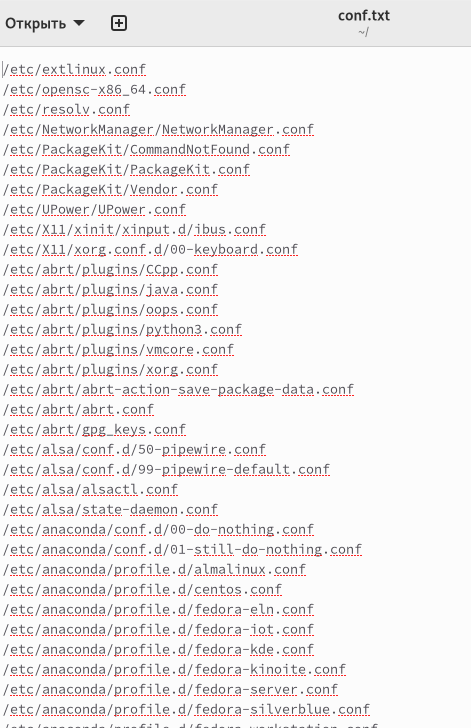 Открыть
conf.txt
~/
/etc/extlinux.conf
/etc/opensc-x86_64.conf
/etc/resolv.conf
/etc/NetworkManager/NetworkManager.conf
/etc/PackageKit/CommandNotFound.conf
/etc/PackageKit/PackageKit.conf
/etc/PackageKit/Vendor.conf
/etc/UPower/UPower.conf
/etc/X11/xinit/xinput.d/ibus.conf
/etc/X11/xorg.conf.d/00-keyboard.conf
/etc/abrt/plugins/CCpp.conf
/etc/abrt/plugins/java.conf
/etc/abrt/plugins/oops.conf
/etc/abrt/plugins/python3.conf
/etc/abrt/plugins/vmcore.conf
/etc/abrt/plugins/xorg.conf
/etc/abrt/abrt-action-save-package-data.conf
/etc/abrt/abrt.conf
/etc/abrt/gpg_keys.conf
/etc/alsa/conf.d/50-pipewire.conf
/etc/alsa/conf.d/99-pipewire-default.conf
/etc/alsa/alsactl.conf
/etc/alsa/state-daemon.conf
/etc/anaconda/conf.d/00-do-nothing.conf
/etc/anaconda/conf.d/01-still-do-nothing.conf
/etc/anaconda/profile.d/almalinux.conf
/etc/anaconda/profile.d/centos.conf
/etc/anaconda/profile.d/fedora-eln.conf
/etc/anaconda/profile.d/fedora-iot.conf
/etc/anaconda/profile.d/fedora-kde.conf
/etc/anaconda/profile.d/fedora-kinoite.conf
/etc/anaconda/profile.d/fedora-server.conf
/etc/anaconda/profile.d/fedora-silverblue.conf
/etc/anaconda/profile.d/fedora-workstation.conf